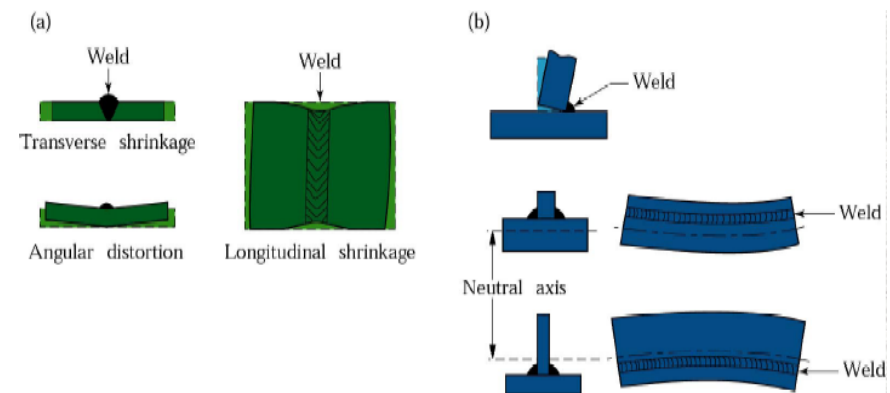 (a)
Weld
Weld
Transverse shrinkage
Angular distortion
Longitudinal shrinkage
(b)
Weld
Weld
Neutral axis
Weld